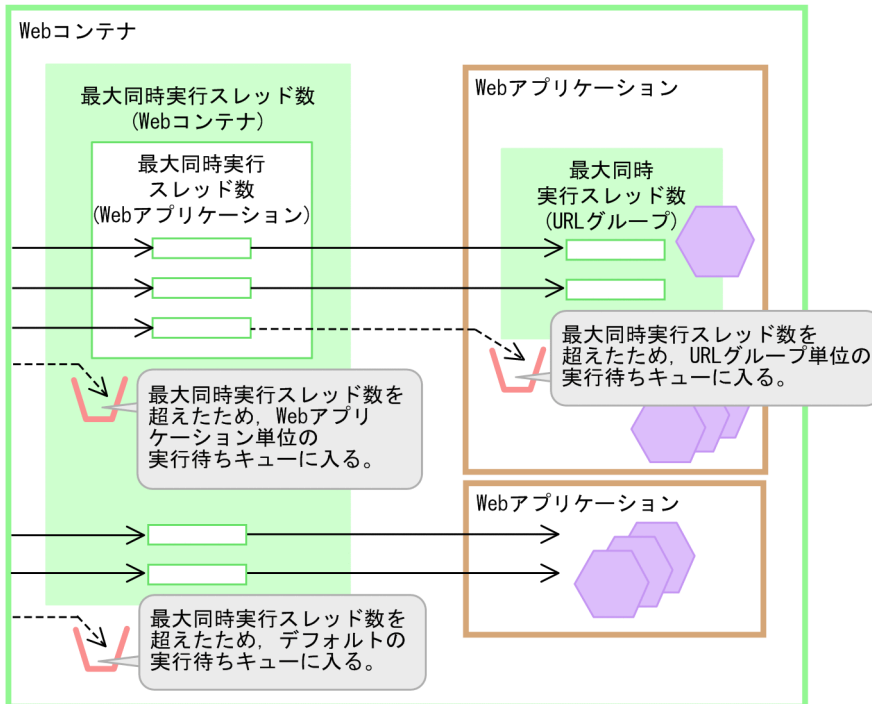 Webコンテナ
最大同時実行スレッド数
(Webコンテナ)
最大同時実行
スレッド数
(Webアプリケーション)
Webアプリケーション
最大同時
実行スレッド数
(URLグループ)
最大同時実行スレッド数を
超えたため，URLグループ単位の
実行待ちキューに入る。
最大同時実行スレッド数を
超えたため，Webアプリ
ケーション単位の
実行待ちキューに入る。
Webアプリケーション
最大同時実行スレッド数を
超えたため，デフォルトの
実行待ちキューに入る。